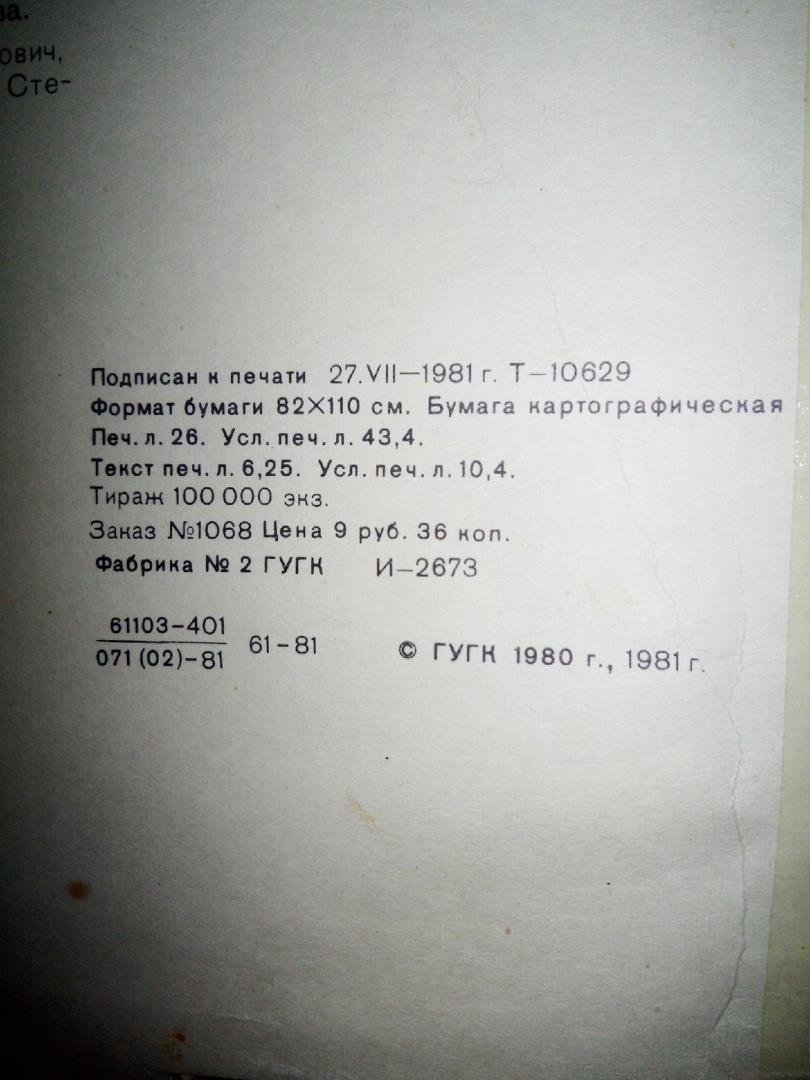 ва.
ович,
Сте-
Подписан к печати 27.VII—1981 г. Т—10629
Формат бумаги 82Х110 см. Бумага картографическая
Печ. л. 26. Усл. печ. л. 43,4.
Текст печ. л. 6,25. Усл. печ. л. 10,4.
Тираж 100 000 экз.
Заказ №1068 Цена 9 руб. 36 коп.
Фабрика № 2 ГУГК И—2673
61103-401
071 (02)-81 61-81
© ГУГК 1980 г., 1981 г.